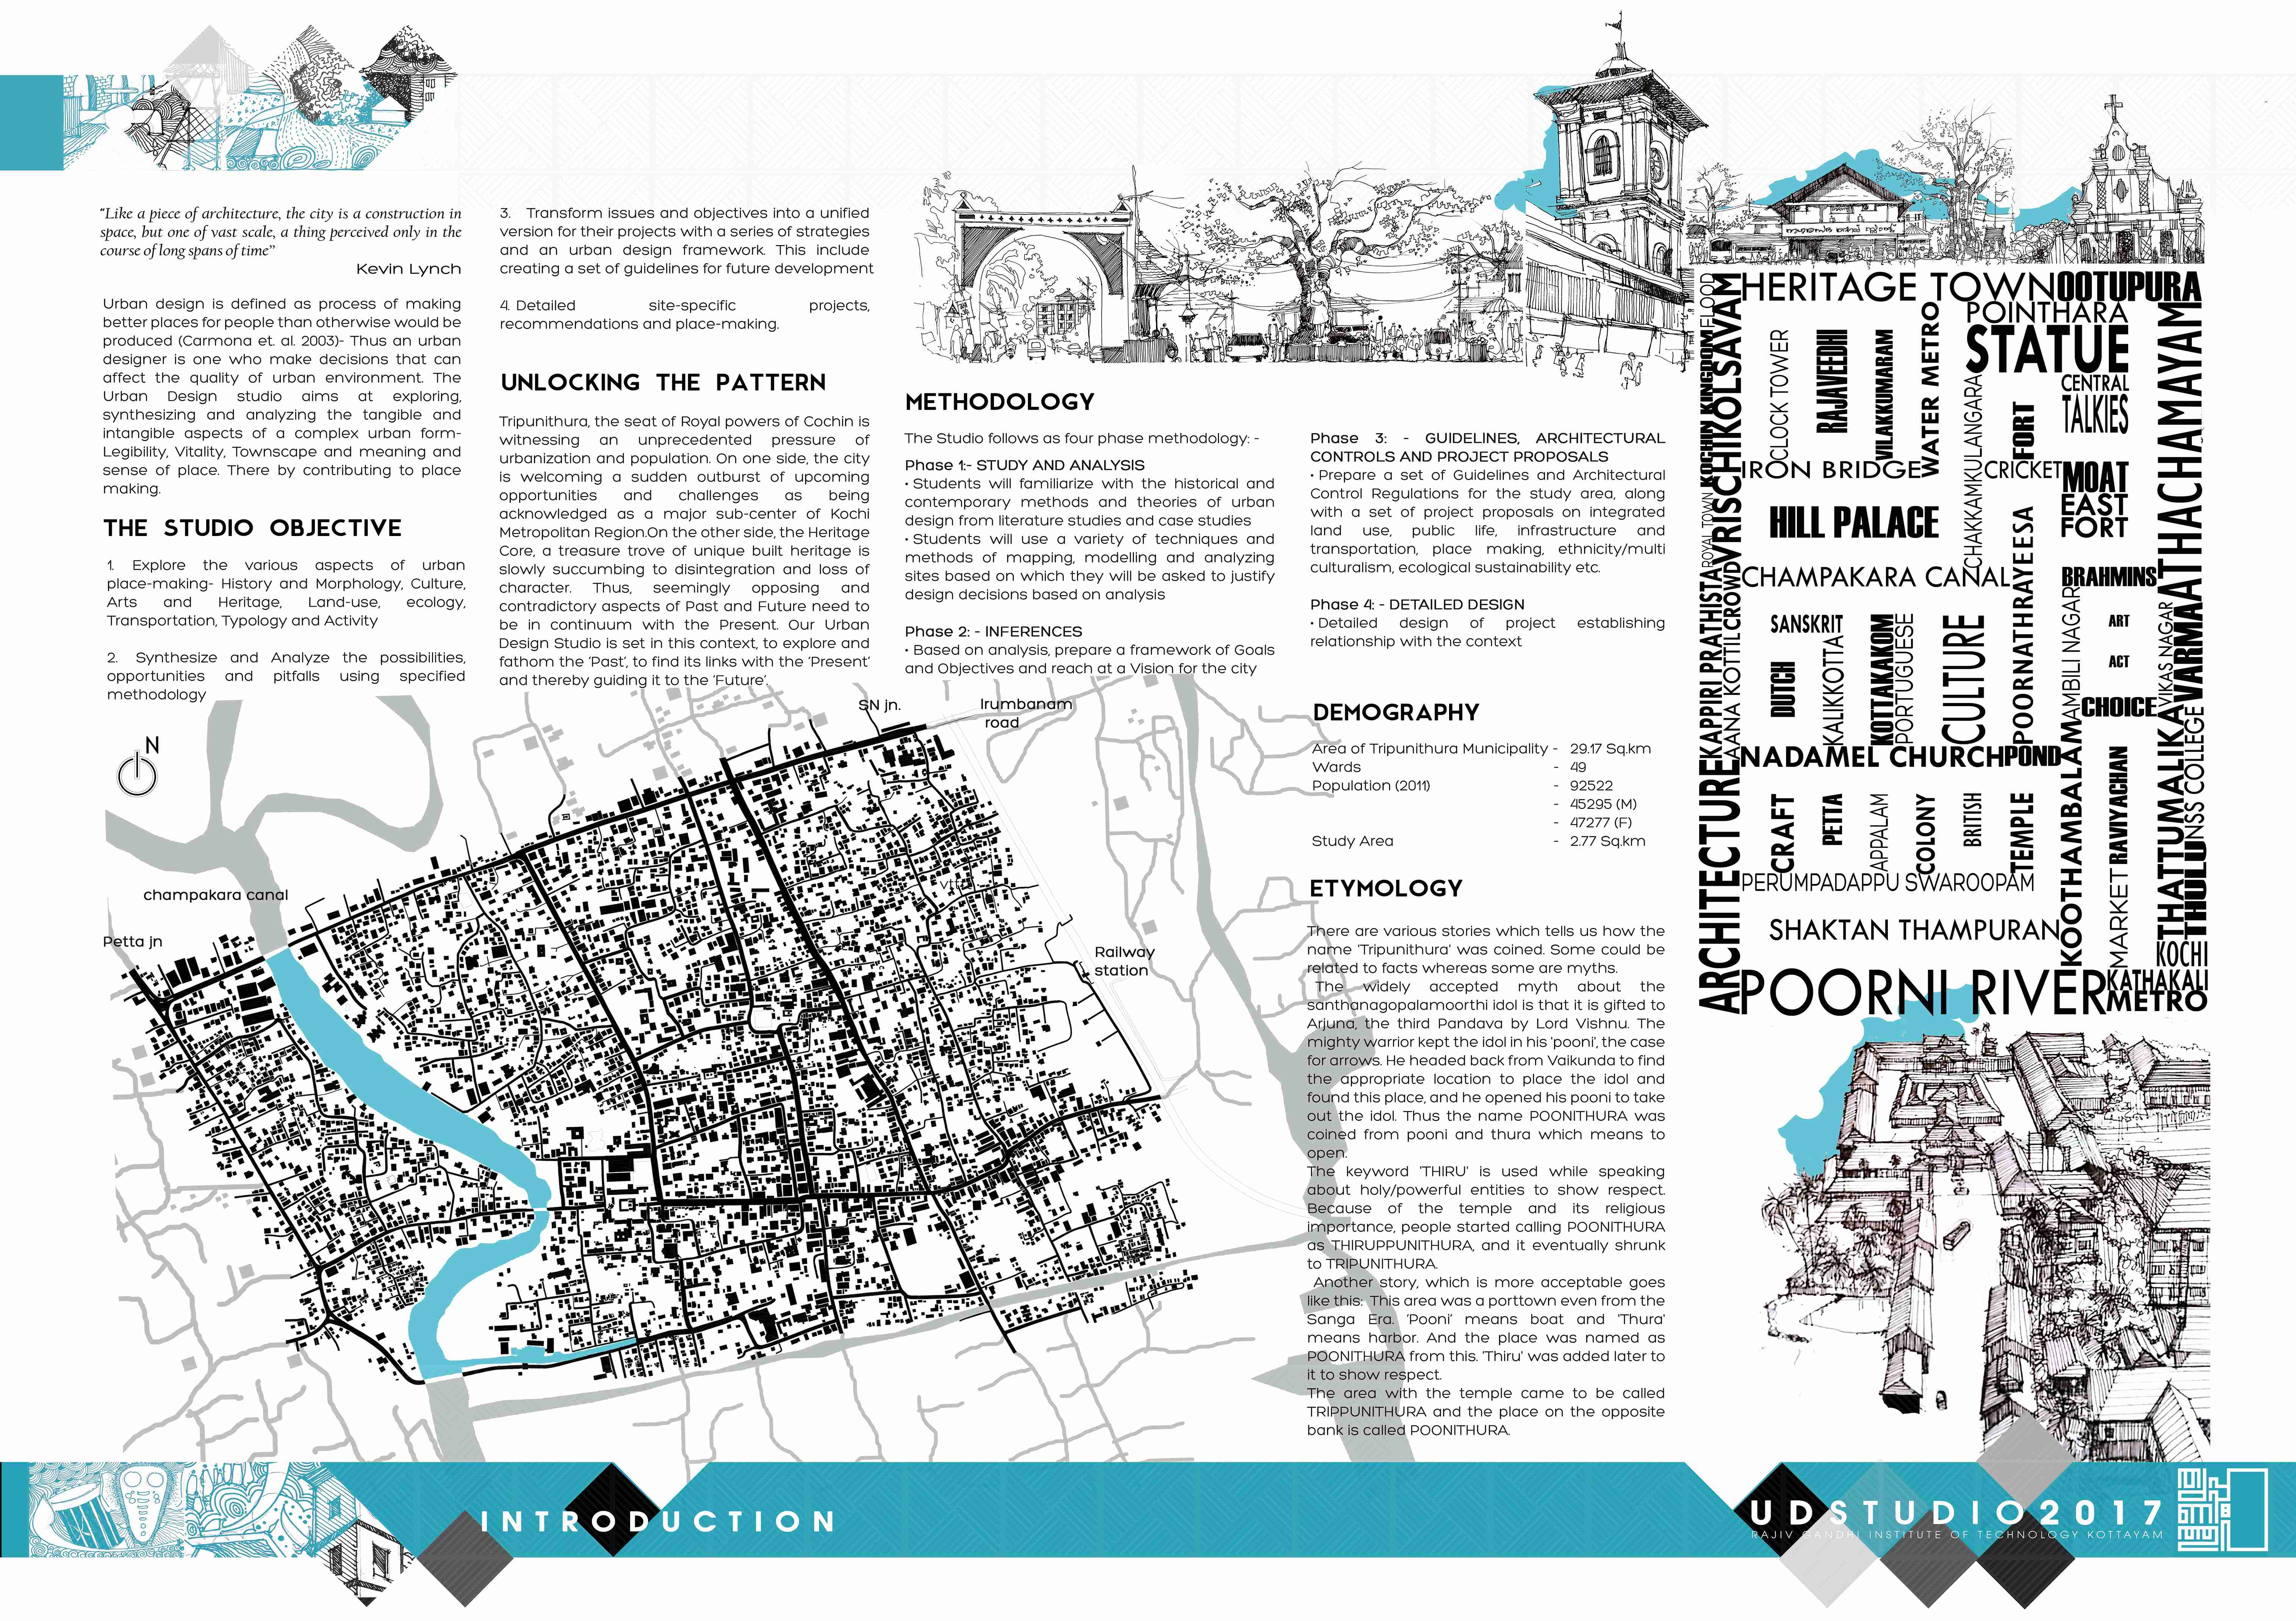 “Like a piece of architecture, the city is a construction in
space, but one of vast scale, a thing perceived only in the
course of long spans of time”
Kevin Lynch
Urban design is defined as process of making
better places for people than otherwise would be
produced (Carmona et. al. 2003)- Thus an urban
designer is one who make decisions that can
affect the quality of urban environment. The
Urban Design studio aims at exploring,
synthesizing and analyzing the tangible and
intangible aspects of a complex urban form-
Legibility, Vitality, Townscape and meaning and
sense of place. There by contributing to place
making.
THE STUDIO OBJECTIVE
1. Explore the various aspects of urban
place-making- History and Morphology, Culture,
Arts and Heritage, Land-use, ecology,
Transportation, Typology and Activity
2. Synthesize and Analyze the possibilities,
opportunities and pitfalls using specified
methodology
3. Transform issues and objectives into a unified
version for their projects with a series of strategies
and an urban design framework. This include
creating a set of guidelines for future development
4. Detailed site-specific projects,
recommendations and place-making.
UNLOCKING THE PATTERN
Tripunithura, the seat of Royal powers of Cochin is
witnessing an unprecedented pressure of
urbanization and population. On one side, the city
is welcoming a sudden outburst of upcoming
opportunities and challenges as being
acknowledged as a major sub-center of Kochi
Metropolitan Region.On the other side, the Heritage
Core, a treasure trove of unique built heritage is
slowly succumbing to disintegration and loss of
character. Thus, seemingly opposing and
contradictory aspects of Past and Future need to
be in continuum with the Present. Our Urban
Design Studio is set in this context, to explore and
fathom the ‘Past’, to find its links with the ‘Present’
and thereby guiding it to the ‘Future’.
METHODOLOGY
The Studio follows as four phase methodology: -
Phase 1:- STUDY AND ANALYSIS
• Students will familiarize with the historical and
contemporary methods and theories of urban
design from literature studies and case studies
• Students will use a variety of techniques and
methods of mapping, modelling and analyzing
sites based on which they will be asked to justify
design decisions based on analysis
Phase 2: - INFERENCES
• Based on analysis, prepare a framework of Goals
and Objectives and reach at a Vision for the city
Phase 3: - GUIDELINES, ARCHITECTURAL
CONTROLS AND PROJECT PROPOSALS
• Prepare a set of Guidelines and Architectural
Control Regulations for the study area, along
with a set of project proposals on integrated
land use, public life, infrastructure and
transportation, place making, ethnicity/multi
culturalism, ecological sustainability etc.
Phase 4: - DETAILED DESIGN
• Detailed design of project establishing
relationship with the context
DEMOGRAPHY
Area of Tripunithura Municipality - 29.17 Sq.km
Wards - 49
Population (2011) - 92522
- 45295 (M)
- 47277 (F)
Study Area - 2.77 Sq.km
ETYMOLOGY
There are various stories which tells us how the
name 'Tripunithura' was coined. Some could be
related to facts whereas some are myths.
The widely accepted myth about the
santhanagopalamoorthi idol is that it is gifted to
Arjuna, the third Pandava by Lord Vishnu. The
mighty warrior kept the idol in his 'pooni', the case
for arrows. He headed back from Vaikunda to find
the appropriate location to place the idol and
found this place, and he opened his pooni to take
out the idol. Thus the name POONITHURA was
coined from pooni and thura which means to
open.
The keyword 'THIRU' is used while speaking
about holy/powerful entities to show respect.
Because of the temple and its religious
importance, people started calling POONITHURA
as THIRUPPUNITHURA, and it eventually shrunk
to TRIPUNITHURA.
Another story, which is more acceptable goes
like this: This area was a porttown even from the
Sanga Era. 'Pooni' means boat and 'Thura'
means harbor. And the place was named as
POONITHURA from this. 'Thiru' was added later to
it to show respect.
The area with the temple came to be called
TRIPPUNITHURA and the place on the opposite
bank is called POONITHURA.
N
SN jn.
Irumbanam
road
champakara canal
Petta jn
Railway
station
HERITAGE TOWN
OOTUPURA
POINTHARA
STATUE
FLOOD
KOCHIN KINGDOM
ROYAL TOWN
VRISCHIKOLSAVAM
CROWD
CLOCK TOWER
RAJAVEEDHI
VILAKKUMARAM
WATER METRO
CHAKKAMKULANGARA
FORT
CENTRAL
TALKIES
IRON BRIDGE
CRICKET
MOAT
EAST
FORT
HILL PALACE
POORNATHRAYEESA
ATHACHAMAYAM
CHAMPAKARA CANAL
BRAHMINS
KAPPIRI PRATHISTA
AANA KOTTIL
SANSKRIT
DUTCH
KALIKKOTTA
KOTTAKAKOM
PORTUGUESE
CULTURE
AMBILI NAGAR
ART
ACT
CHOICE
VIKAS NAGAR
VARMA
NADAMEL CHURCH
POND
ARCHITECTURE
CRAFT
PETTA
APPALAM
COLONY
BRITISH
TEMPLE
KOOTHAMBALAM
MARKET
RAVIYACHAN
THATTUMALIKA
THULU
NSS COLLEGE
PERUMPADAPPU SWAROOPAM
SHAKTAN THAMPURAN
KOCHI
POORNI RIVER
KATHAKALI
METRO
INTRODUCTION
UDSTUDIO2017
RAJIV GANDHI INSTITUTE OF TECHNOLOGY KOTTAYAM